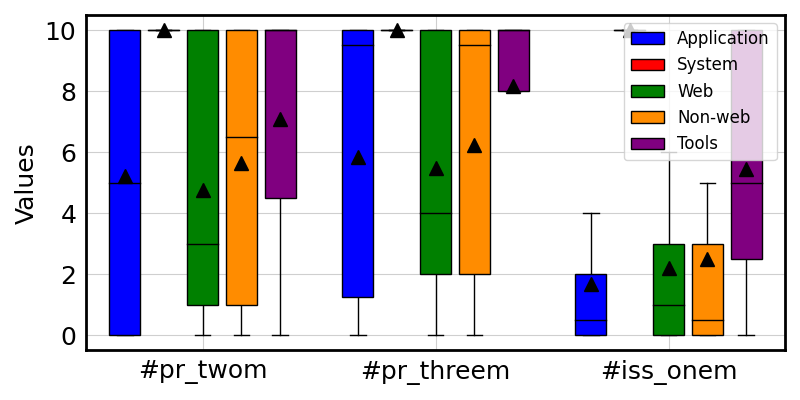 Values
10
8
6
4
2
0
Application
System
Web
Non-web
Tools
#pr_twom
#pr_threem
#iss_onem